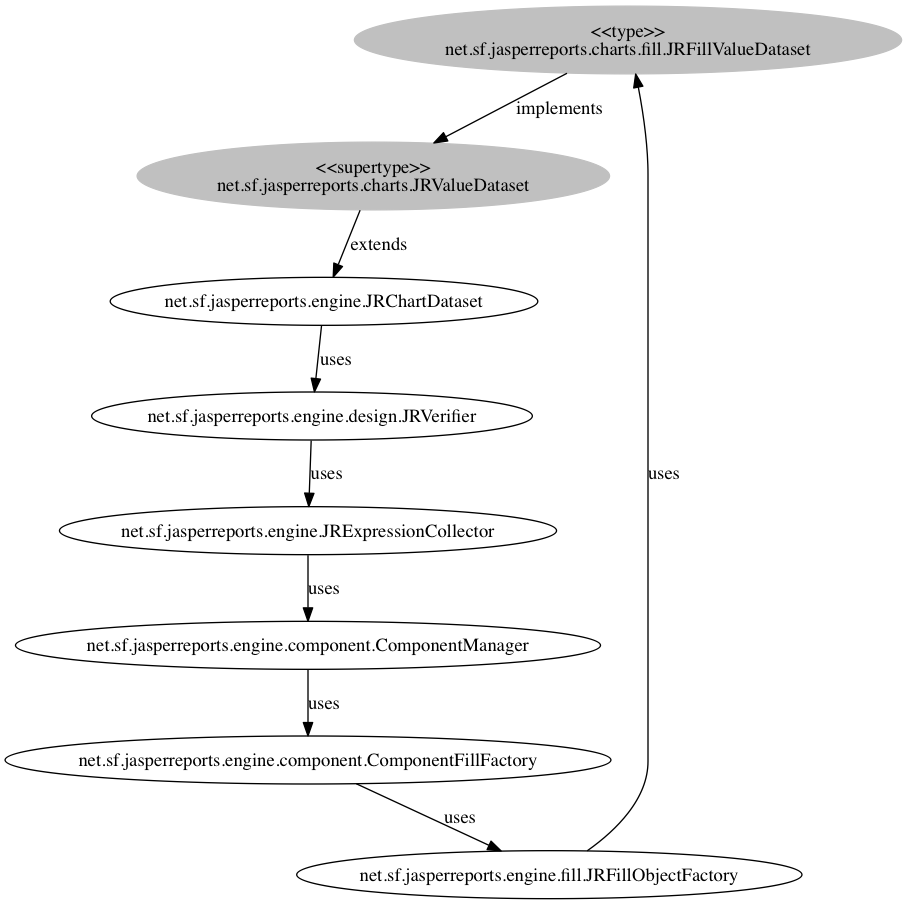 <<type>>
net.sf.jasperreports.charts.fill.JRFillValueDataset
implements
<<supertype>>
net.sf.jasperreports.charts.JRValueDataset
extends
net.sf.jasperreports.engine.JRChartDataset
uses
net.sf.jasperreports.engine.design.JRVerifier
uses
uses
net.sf.jasperreports.engine.JRExpressionCollector
uses
net.sf.jasperreports.engine.component.ComponentManager
uses
net.sf.jasperreports.engine.component.ComponentFillFactory
uses
net.sf.jasperreports.engine.fill.JRFillObjectFactory